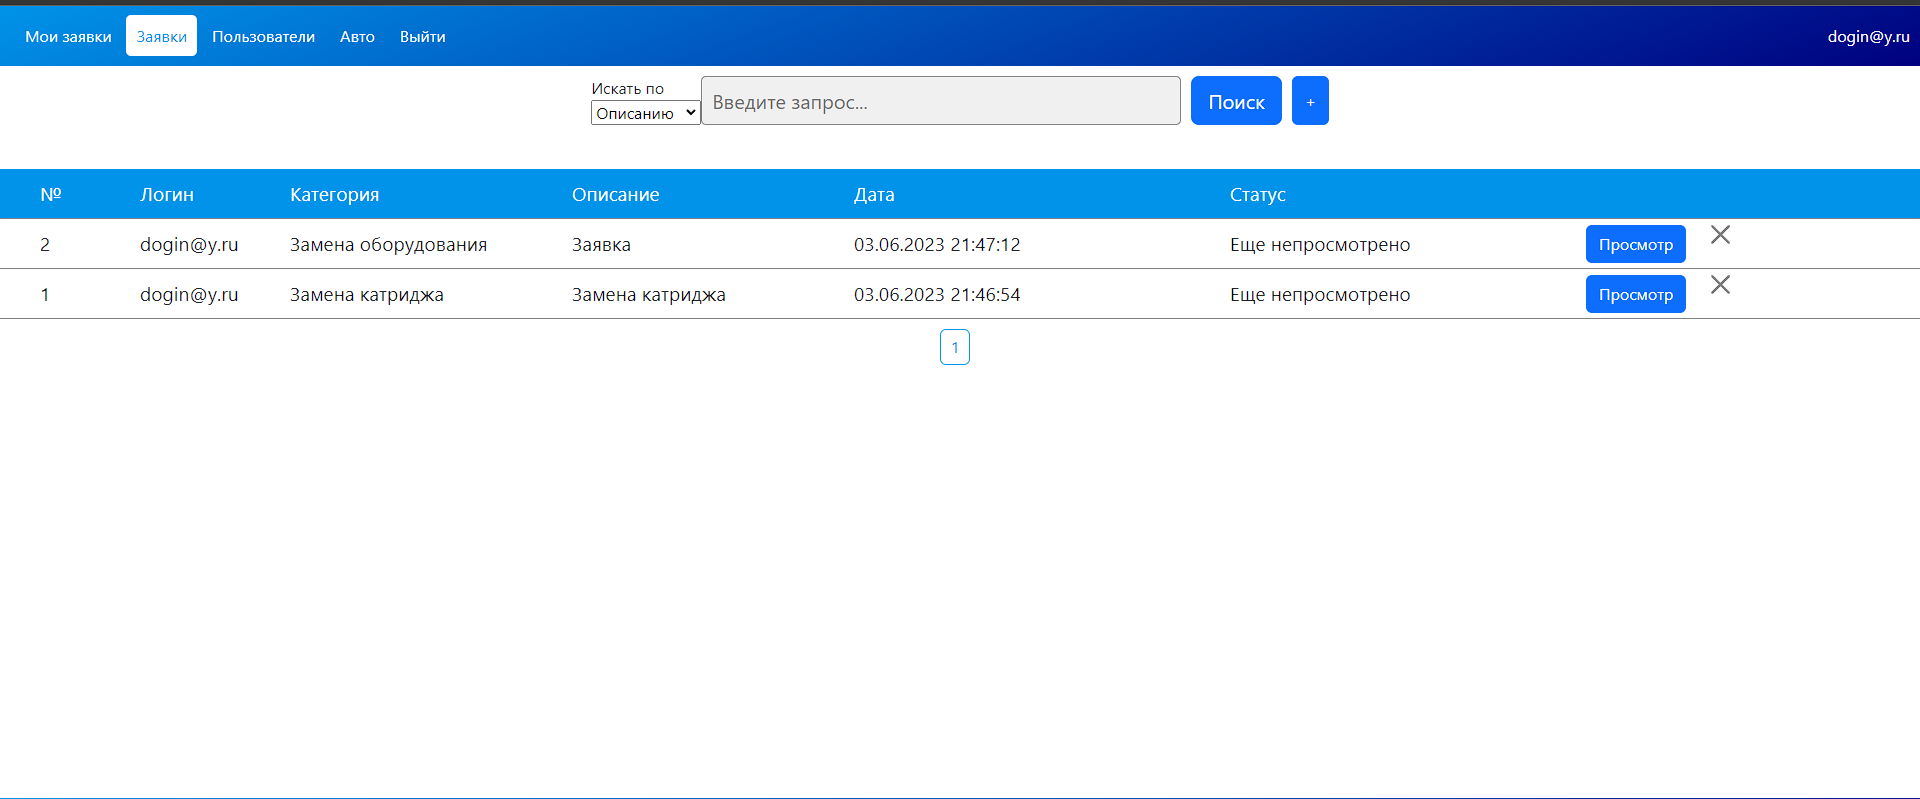 Мои заявки Заявки Пользователи Авто Выйти dogin@y.ru
Искать по
Описанию Введите запрос... Поиск +
№ Логин Категория Описание Дата Статус
2 dogin@y.ru Замена оборудования Заявка 03.06.2023 21:47:12 Еще непросмотрено Просмотр
1 dogin@y.ru Замена катриджа Замена катриджа 03.06.2023 21:46:54 Еще непросмотрено Просмотр
1